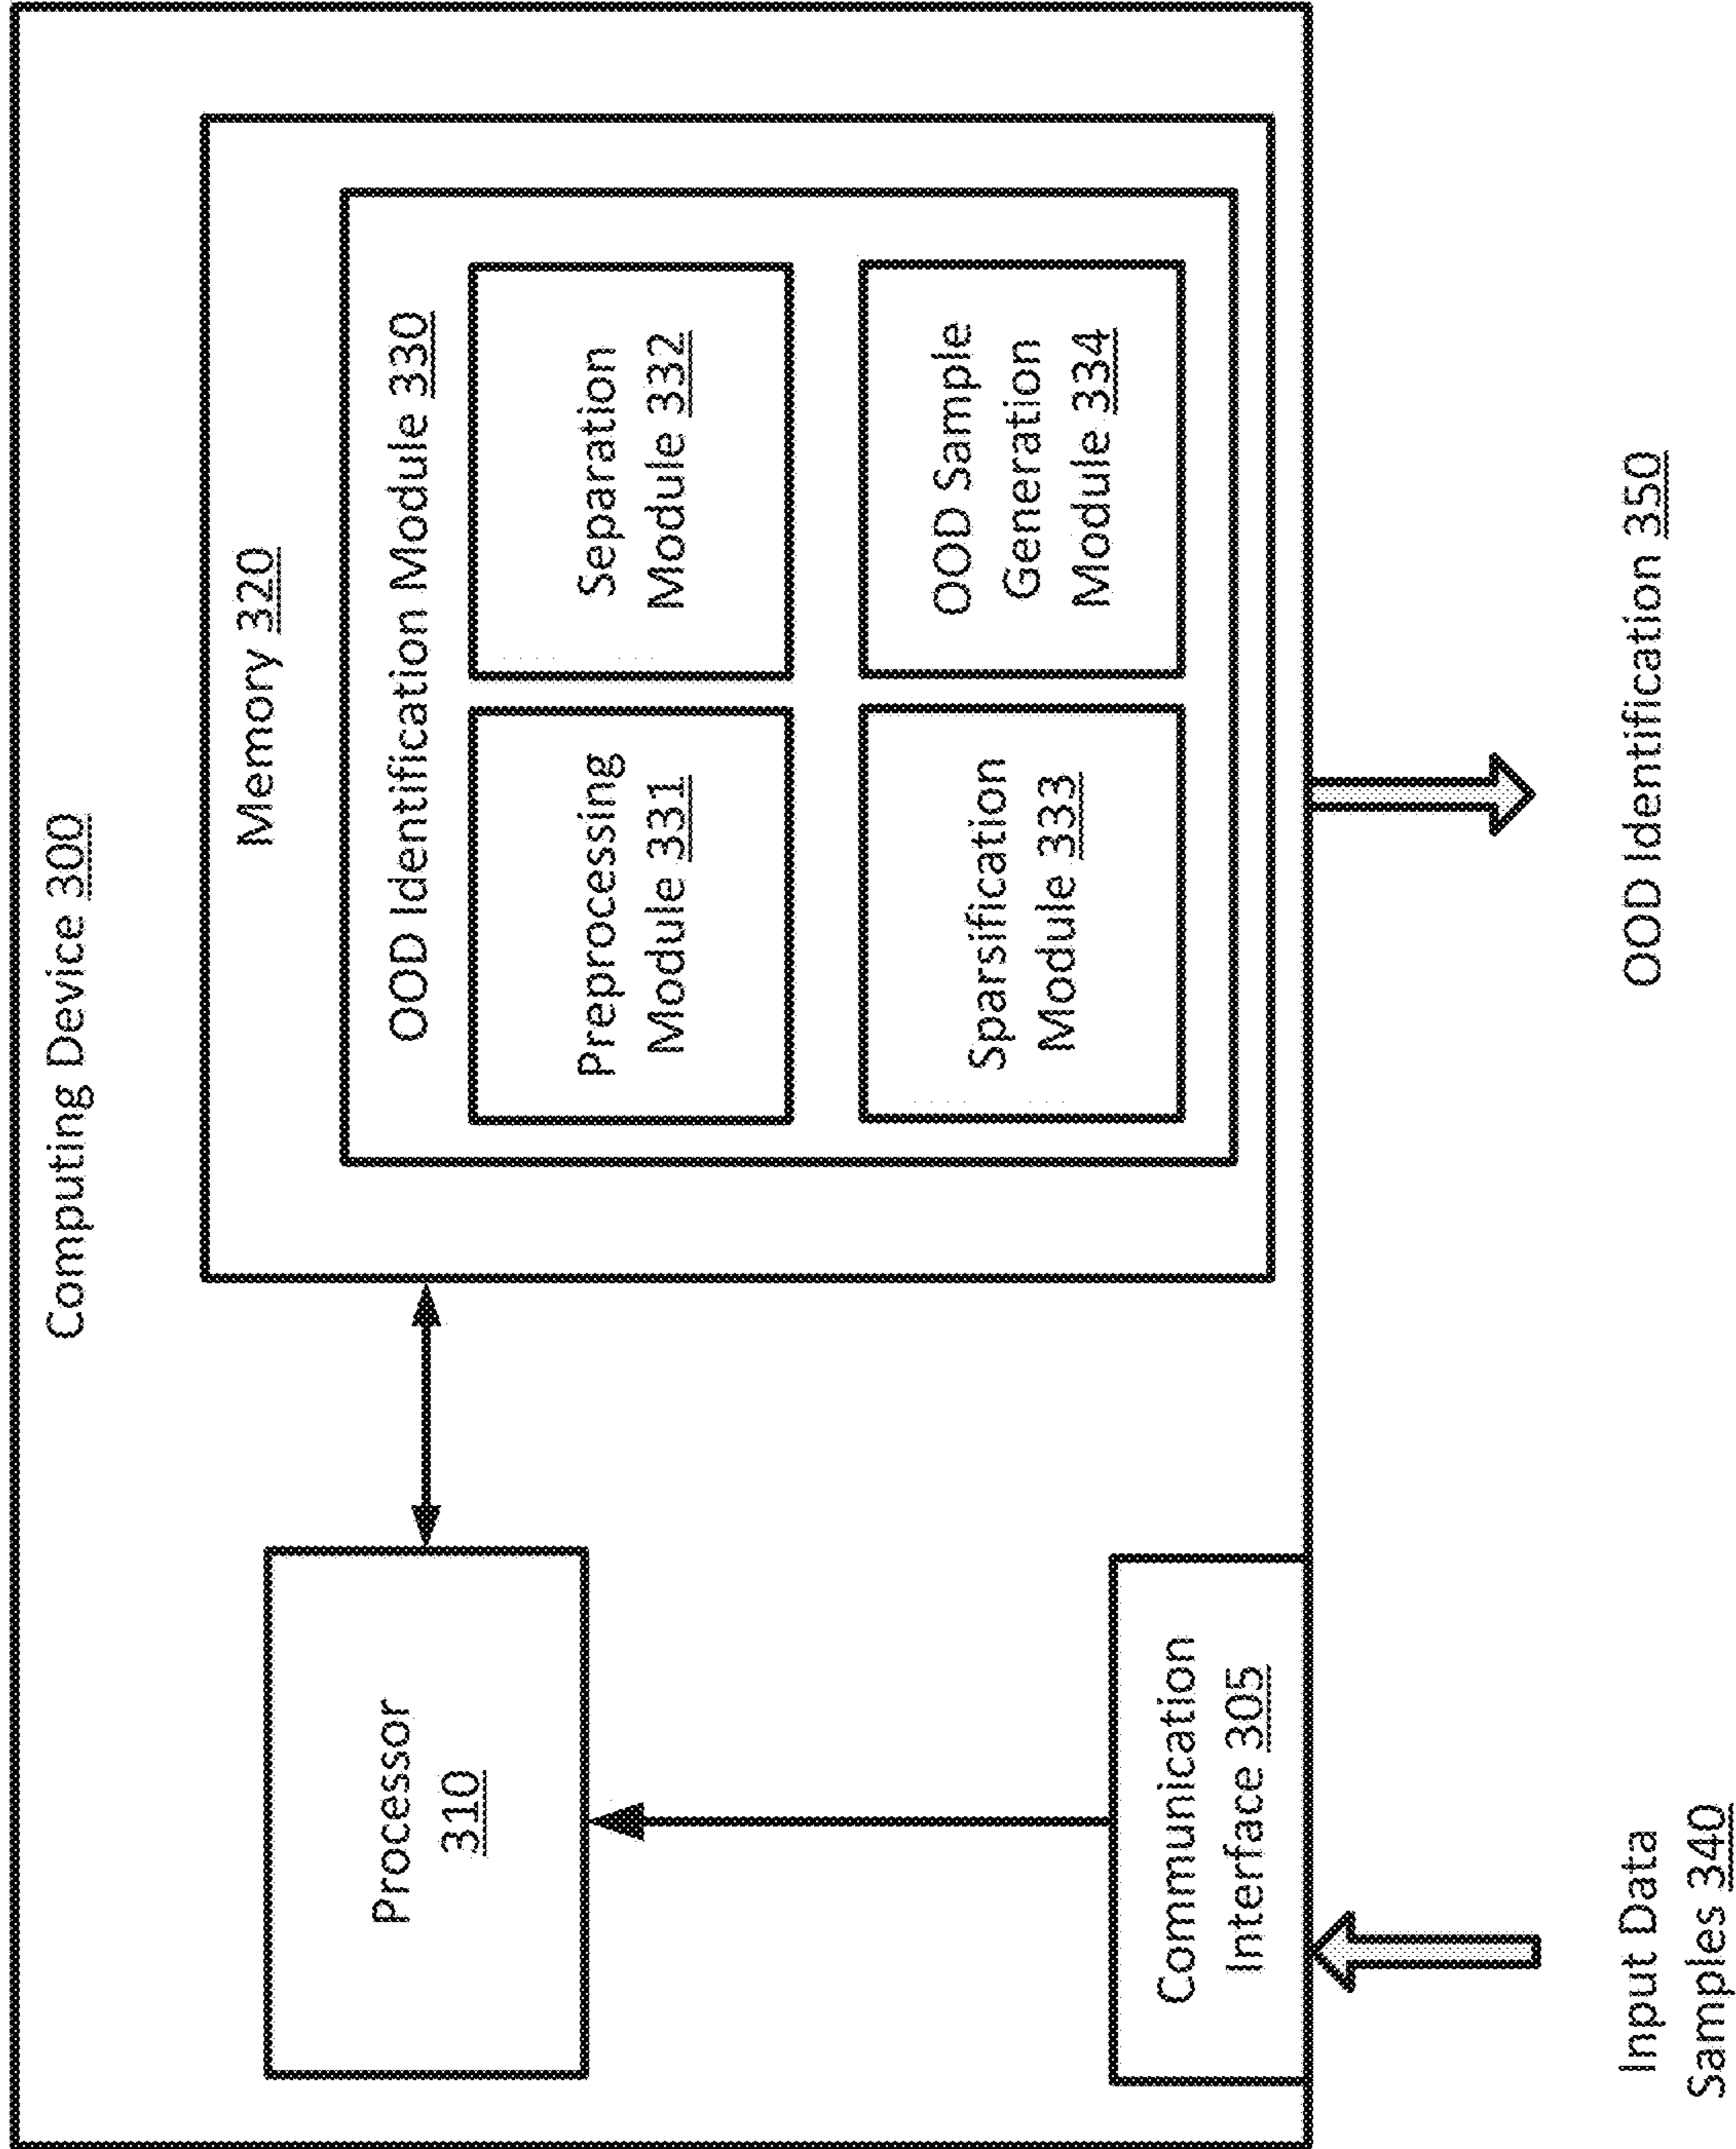 Computing Device 300
Memory 320
OOD Identification Module 330
Preprocessing
Module 331
Separation
Module 332
Sparsification
Module 333
OOD Sample
Generation
Module 334
Processor
310
Communication
Interface 305
Input Data
Samples 340
OOD Identification 350